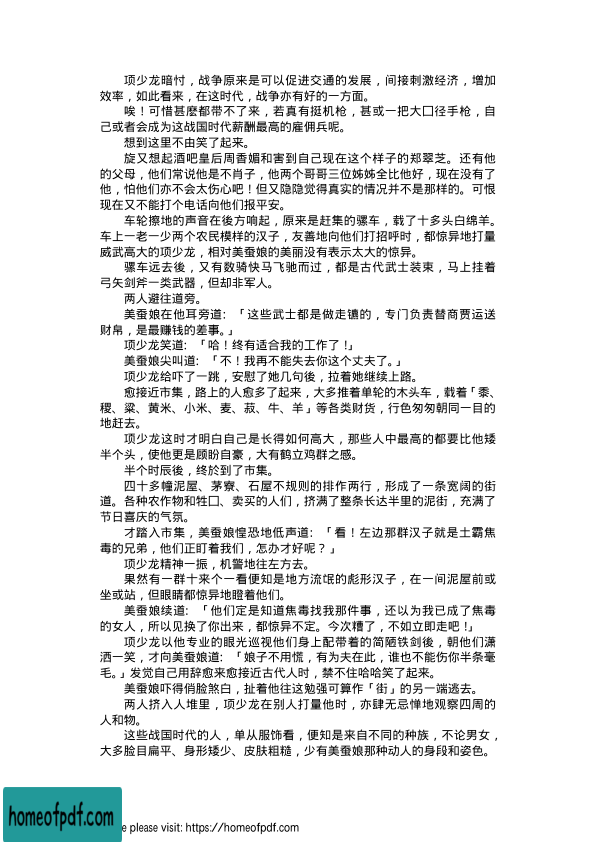 项少龙暗忖，战争原来是可以促进交通的发展，间接刺激经济，增加
效率，如此看来，在这时代，战争亦有好的一方面。
唉！可惜甚麽都带不了来，若真有挺机枪，甚或一把大囗径手枪，自
己或者会成为这战国时代薪酬最高的雇佣兵呢。
想到这里不由笑了起来。
旋又想起酒吧皇后周香媚和害到自己现在这个样子的郑翠芝。还有他
的父母，他们常说他是不肖子，他两个哥哥三位姊姊全比他好，现在没有了
他，怕他们亦不会太伤心吧！但又隐隐觉得真实的情况并不是那样的。可恨
现在又不能打个电话向他们报平安。
车轮擦地的声音在後方响起，原来是赶集的骡车，载了十多头白绵羊。
车上一老一少两个农民模样的汉子，友善地向他们打招呼时，都惊异地打量
威武高大的项少龙，相对美蚕娘的美丽没有表示太大的惊异。
骡车远去後，又有数骑快马飞驰而过，都是古代武士装束，马上挂着
弓矢剑斧一类武器，但却非军人。
两人避往道旁。
美蚕娘在他耳旁道：「这些武士都是做走镳的，专门负责替商贾运送
财帛，是最赚钱的差事。」
项少龙笑道：「哈！终有适合我的工作了！」
美蚕娘尖叫道：「不！我再不能失去你这个丈夫了。」
项少龙给吓了一跳，安慰了她几句後，拉着她继续上路。
愈接近市集，路上的人愈多了起来，大多推着单轮的木头车，载着「黍、
稷、粱、黄米、小米、麦、菽、牛、羊」等各类财货，行色匆匆朝同一目的
地赶去。
项少龙这时才明白自己是长得如何高大，那些人中最高的都要比他矮
半个头，使他更是顾盼自豪，大有鹤立鸡群之感。
半个时辰後，终於到了市集。
四十多幢泥屋、茅寮、石屋不规则的排作两行，形成了一条宽阔的街
道。各种农作物和牲囗、卖买的人们，挤满了整条长达半里的泥街，充满了
节日喜庆的气氛。
才踏入市集，美蚕娘惶恐地低声道：「看！左边那群汉子就是土霸焦
毒的兄弟，他们正盯着我们，怎办才好呢？」
项少龙精神一振，机警地往左方去。
果然有一群十来个一看便知是地方流氓的彪形汉子，在一间泥屋前或
坐或站，但眼睛都惊异地瞪着他们。
美蚕娘续道：「他们定是知道焦毒找我那件事，还以为我已成了焦毒
的女人，所以见换了你出来，都惊异不定。今次糟了，不如立即走吧！」
项少龙以他专业的眼光巡视他们身上配带着的简陋铁剑後，朝他们潇
洒一笑，才向美蚕娘道：「娘子不用慌，有为夫在此，谁也不能伤你半条毫
毛。」发觉自己用辞愈来愈接近古代人时，禁不住哈哈笑了起来。
美蚕娘吓得俏脸煞白，扯着他往这勉强可算作「街」的另一端逃去。
两人挤入人堆里，项少龙在别人打量他时，亦肆无忌惮地观察四周的
人和物。
这些战国时代的人，单从服饰看，便知是来自不同的种族，不论男女，
大多脸目扁平、身形矮少、皮肤粗糙，少有美蚕娘那种动人的身段和姿色。
homeofpdf.com
e please visit: https://homeofpdf.com